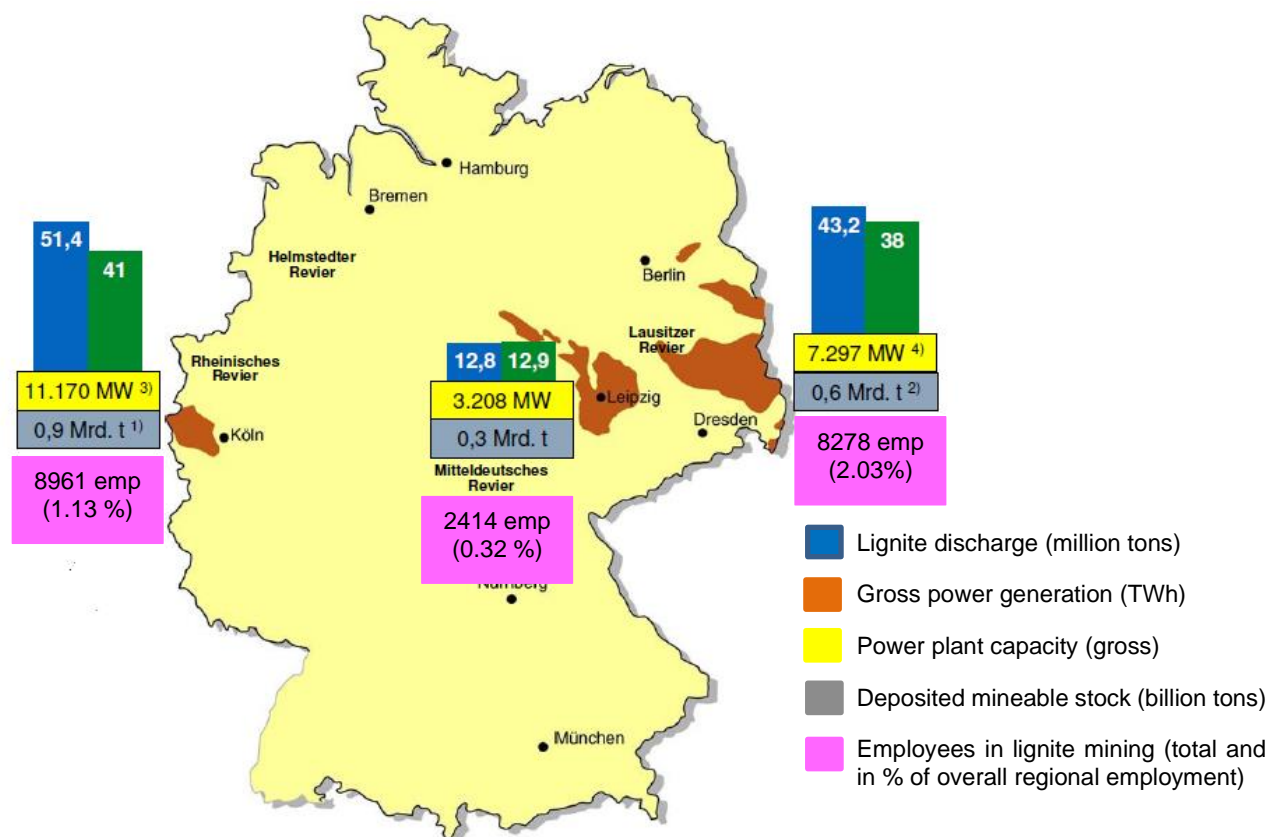 Hamburg
Bremen
51,4
41
Helmstedter
Revier
Berlin
43,2
38
Rheinisches
Revier
11.170 MW 3)
0,9 Mrd. t 1)
Köln
8961 emp
(1.13 %)
12,8
12,9
3.208 MW
0,3 Mrd. t
Mitteldeutsches
Revier
2414 emp
(0.32 %)
Lausitzer
Revier
Leipzig
Dresden
7.297 MW 4)
0,6 Mrd. t 2)
8278 emp
(2.03%)
Nürnberg
München
Lignite discharge (million tons)
Gross power generation (TWh)
Power plant capacity (gross)
Deposited mineable stock (billion tons)
Employees in lignite mining (total and
in % of overall regional employment)